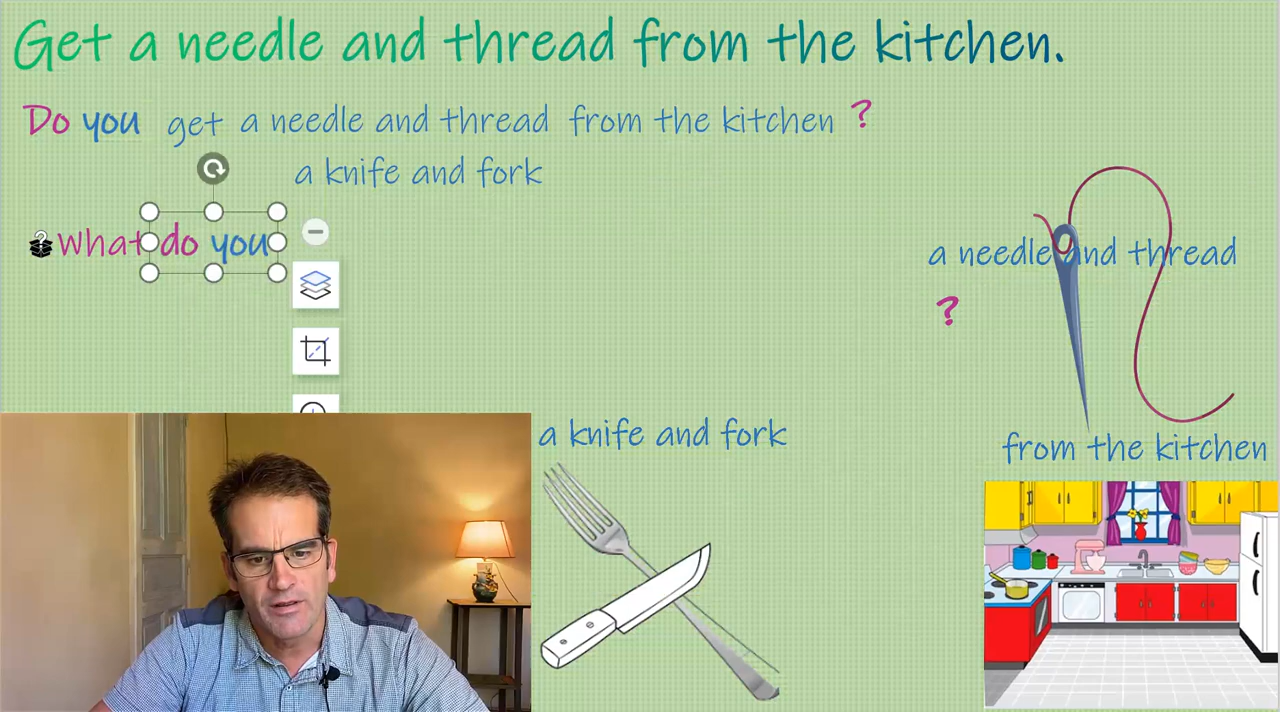 Get a needle and thread from the kitchen.
Do you get a needle and thread from the kitchen ?
a knife and fork
What do you
a needle and thread
?
a knife and fork
from the kitchen